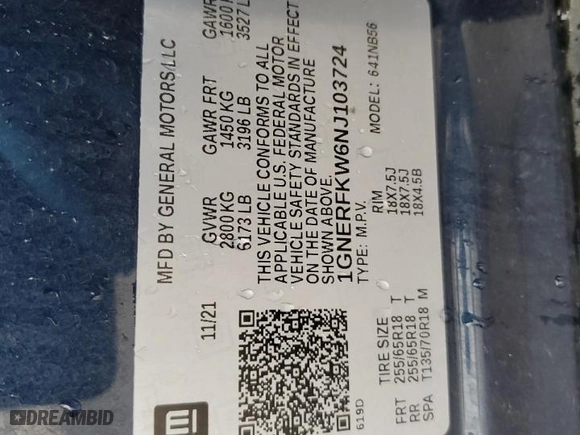 MFD BY GENERAL MOTORS LLC
11/21 GVWR GAWR FRT GAWR
2800 KG 1450 KG 1600
6173 LB 3196 LB 3527 L
THIS VEHICLE CONFORMS TO ALL
APPLICABLE U.S. FEDERAL MOTOR
VEHICLE SAFETY STANDARDS IN EFFECT
ON THE DATE OF MANUFACTURE
SHOWN ABOVE.
1GNERFKW6NJ103724
TYPE: M.P.V. MODEL: 641NB56
619D
TIRE SIZE RIM
FRT 255/65R18 T 18X7.5J
RR 255/65R18 T 18X7.5J
SPA T135/70R18 M 18X4.5B
DREAMBID